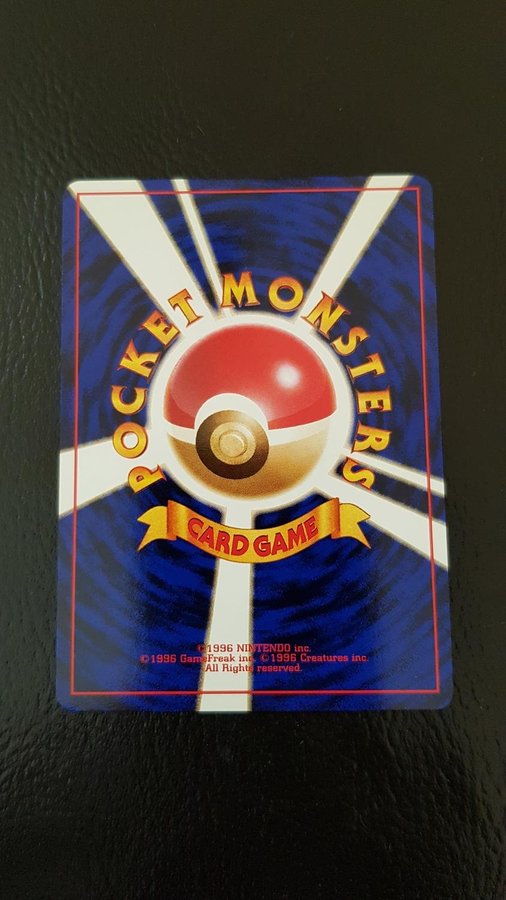 POCKET MONSTERS
CARD GAME
©1996 NINTENDO inc.
©1996 GameFreak inc. ©1996 Creatures inc.
All Rights reserved.